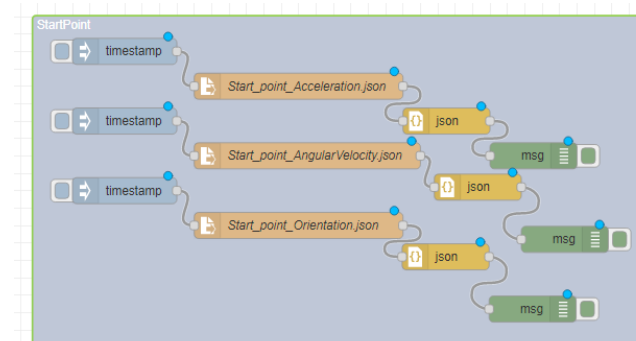 StartPoint
timestamp
Start_point_Acceleration.json
timestamp
json
Start_point_AngularVelocity.json
msg
timestamp
json
Start_point_Orientation.json
msg
json
msg